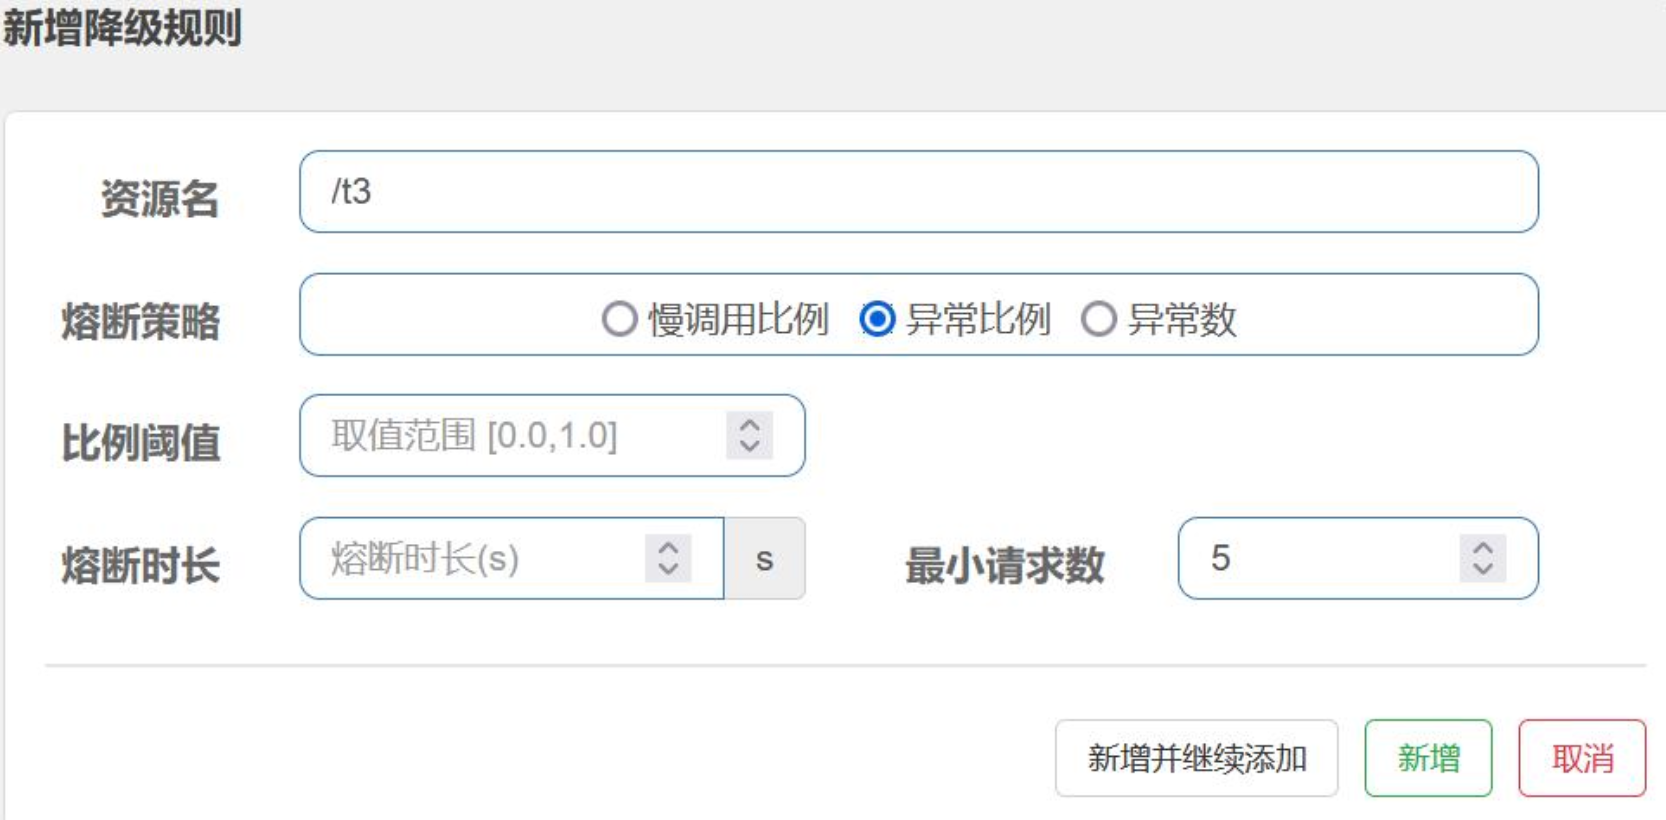 新增降级规则
资源名 /t3
熔断策略 慢调用比例 异常比例 异常数
比例阈值 取值范围 [0.0,1.0]
熔断时长 熔断时长(s) s 最小请求数 5
新增并继续添加 新增 取消